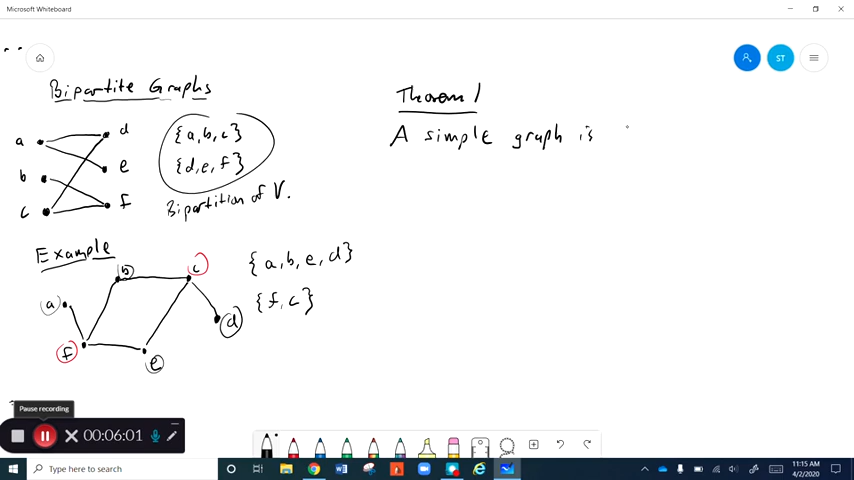 Microsoft Whiteboard
ST
Bipartite Graphs
a
b
c
d
e
f
{a,b,c}
{d,e,f}
Bipartition of V.
Example
a
b
c
d
e
f
{a,b,e,d}
{f,c}
Theorem 1
A simple graph is
Pause recording
00:06:01
Type here to search
11:15 AM
4/2/2020